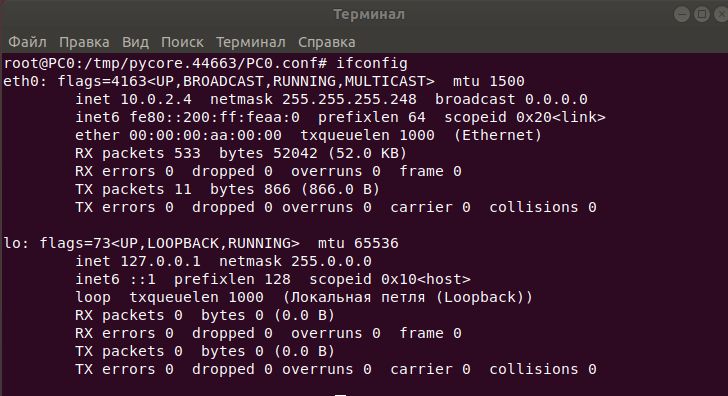 Терминал
Файл Правка Вид Поиск Терминал Справка
root@PC0:/tmp/pycore.44663/PC0.conf# ifconfig
eth0: flags=4163<UP,BROADCAST,RUNNING,MULTICAST>  mtu 1500
        inet 10.0.2.4  netmask 255.255.255.248  broadcast 0.0.0.0
        inet6 fe80::200:ff:feaa:0  prefixlen 64  scopeid 0x20<link>
        ether 00:00:00:aa:00:00  txqueuelen 1000  (Ethernet)
        RX packets 533  bytes 52042 (52.0 KB)
        RX errors 0  dropped 0  overruns 0  frame 0
        TX packets 11  bytes 866 (866.0 B)
        TX errors 0  dropped 0 overruns 0  carrier 0  collisions 0
lo: flags=73<UP,LOOPBACK,RUNNING>  mtu 65536
        inet 127.0.0.1  netmask 255.0.0.0
        inet6 ::1  prefixlen 128  scopeid 0x10<host>
        loop  txqueuelen 1000  (Локальная петля (Loopback))
        RX packets 0  bytes 0 (0.0 B)
        RX errors 0  dropped 0  overruns 0  frame 0
        TX packets 0  bytes 0 (0.0 B)
        TX errors 0  dropped 0 overruns 0  carrier 0  collisions 0